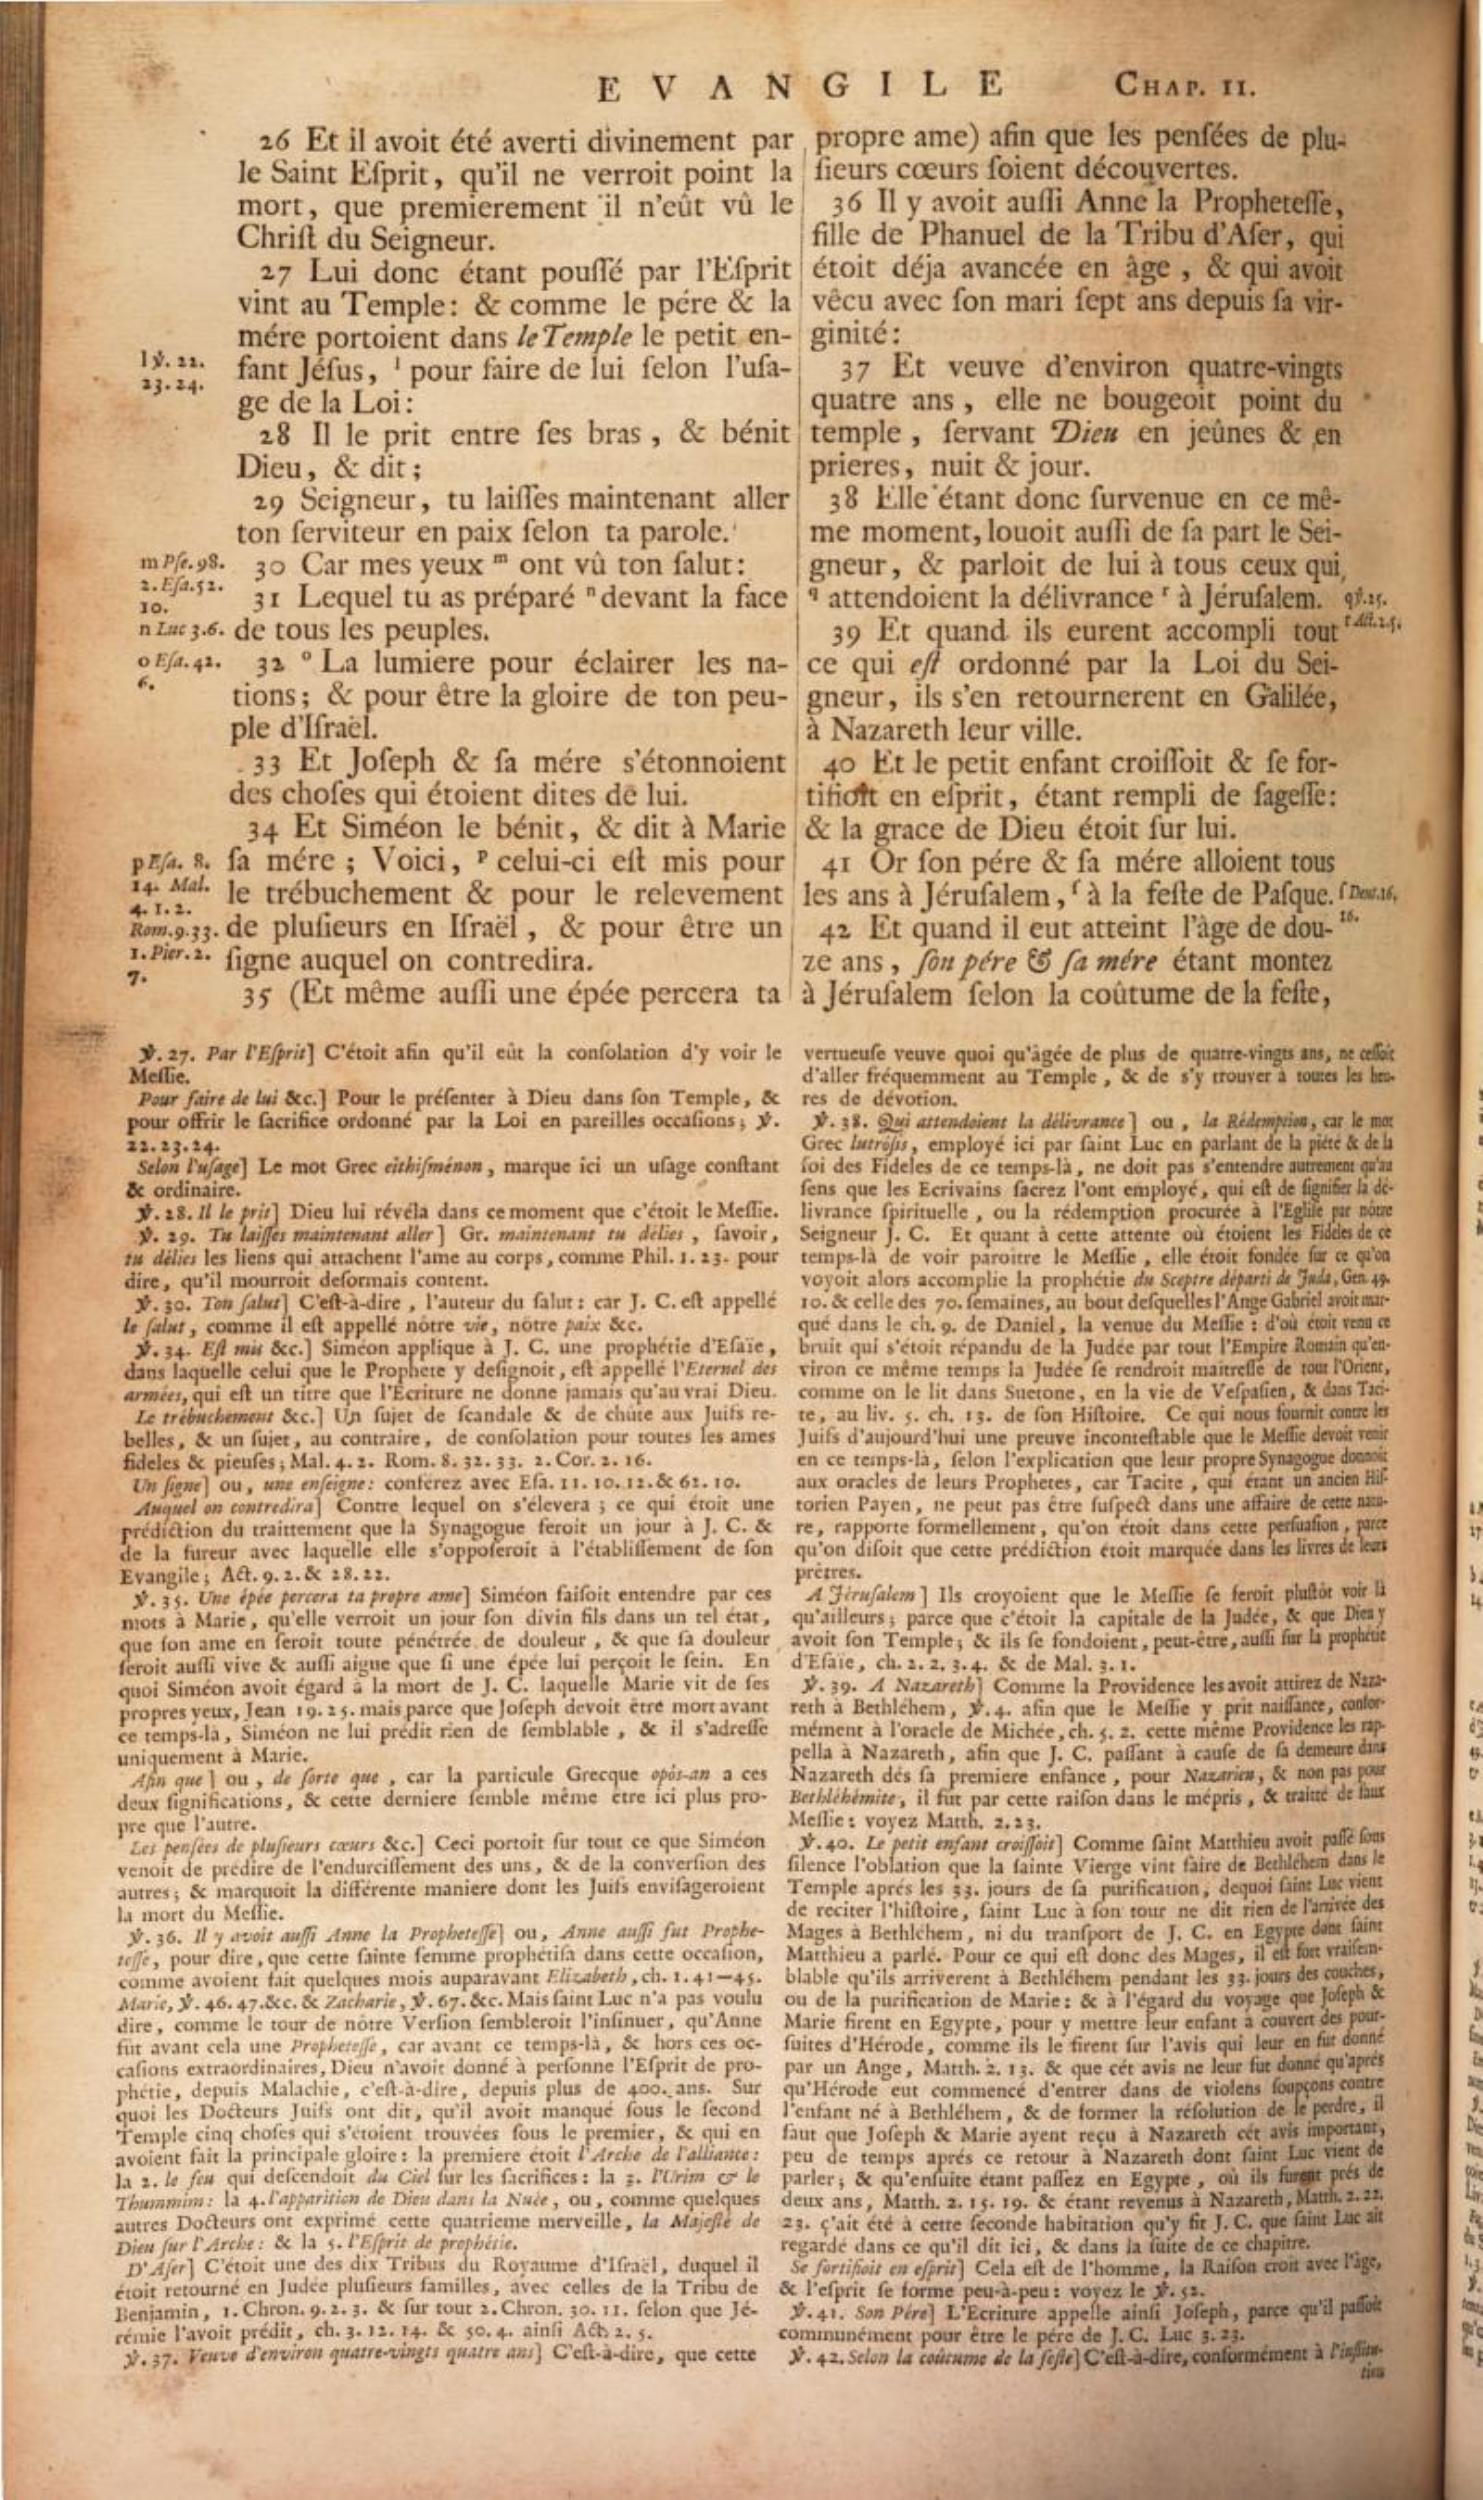 EVANGILE CHAP. II.
26 Et il avoit été averti divinement par
le Saint Eſprit, qu'il ne verroit point la
mort, que premierement il n'eût vû le
Chriſt du Seigneur.
27 Lui donc étant pouſſé par l'Eſprit
vint au Temple: & comme le pére & la
mére portoient dans le Temple le petit en-
l ℣. 22.
23. 24.
fant Jéſus, ˡ pour faire de lui ſelon l'uſa-
ge de la Loi:
28 Il le prit entre ſes bras, & bénit
Dieu, & dit;
29 Seigneur, tu laiſſes maintenant aller
ton ſerviteur en paix ſelon ta parole.
m Pſe. 98.
2. Eſa. 52.
10.
30 Car mes yeux ᵐ ont vû ton ſalut:
31 Lequel tu as préparé ⁿ devant la face
n Luc 3.6.
de tous les peuples.
o Eſa. 42.
6.
32 ᵒ La lumiere pour éclairer les na-
tions; & pour être la gloire de ton peu-
ple d'Iſraël.
33 Et Joſeph & ſa mére s'étonnoient
des choſes qui étoient dites de lui.
34 Et Siméon le bénit, & dit à Marie
p Eſa. 8.
14. Mal.
4. 1. 2.
Rom. 9. 33.
1. Pier. 2.
7.
ſa mére; Voici, ᵖ celui-ci eſt mis pour
le trébuchement & pour le relevement
de pluſieurs en Iſraël, & pour être un
ſigne auquel on contredira.
35 (Et même auſſi une épée percera ta
propre ame) afin que les penſées de plu-
ſieurs cœurs ſoient découvertes.
36 Il y avoit auſſi Anne la Propheteſſe,
fille de Phanuel de la Tribu d'Aſer, qui
étoit déja avancée en âge, & qui avoit
vêcu avec ſon mari ſept ans depuis ſa vir-
ginité:
37 Et veuve d'environ quatre-vingts
quatre ans, elle ne bougeoit point du
temple, ſervant Dieu en jeûnes & en
prieres, nuit & jour.
38 Elle étant donc ſurvenue en ce mê-
me moment, louoit auſſi de ſa part le Sei-
gneur, & parloit de lui à tous ceux qui
q attendoient la délivrance ʳ à Jéruſalem.
q ℣. 25.
r Act. 1. 5.
39 Et quand ils eurent accompli tout
ce qui eſt ordonné par la Loi du Sei-
gneur, ils s'en retournerent en Galilée,
à Nazareth leur ville.
40 Et le petit enfant croiſſoit & ſe for-
tifioit en eſprit, étant rempli de ſageſſe:
& la grace de Dieu étoit ſur lui.
41 Or ſon pére & ſa mére alloient tous
les ans à Jéruſalem, ſ à la feſte de Paſque.
ſ Deut. 16.
16.
42 Et quand il eut atteint l'àge de dou-
ze ans, ſon pére & ſa mére étant montez
à Jéruſalem ſelon la coûtume de la feſte,
℣. 27. Par l'Eſprit] C'étoit afin qu'il eût la conſolation d'y voir le
Meſſie.
Pour faire de lui &c.] Pour le préſenter à Dieu dans ſon Temple, &
pour offrir le ſacrifice ordonné par la Loi en pareilles occaſions; ℣.
22. 23. 24.
Selon l'uſage] Le mot Grec eithiſménon, marque ici un uſage conſtant
& ordinaire.
℣. 28. Il le prit] Dieu lui révéla dans ce moment que c'étoit le Meſſie.
℣. 29. Tu laiſſes maintenant aller] Gr. maintenant tu délies, ſavoir,
tu délies les liens qui attachent l'ame au corps, comme Phil. 1. 23. pour
dire, qu'il mourroit deſormais content.
℣. 30. Ton ſalut] C'eſt-à-dire, l'auteur du ſalut: car J. C. eſt appellé
le ſalut, comme il eſt appellé nôtre vie, nôtre paix &c.
℣. 34. Eſt mis &c.] Siméon applique à J. C. une prophétie d'Eſaïe,
dans laquelle celui que le Prophete y deſignoit, eſt appellé l'Eternel des
armées, qui eſt un titre que l'Ecriture ne donne jamais qu'au vrai Dieu.
Le trébuchement &c.] Un ſujet de ſcandale & de chûte aux Juifs re-
belles, & un ſujet, au contraire, de conſolation pour toutes les ames
fideles & pieuſes; Mal. 4. 2. Rom. 8. 32. 33. 2. Cor. 2. 16.
Un ſigne] ou, une enſeigne: conférez avec Eſa. 11. 10. 12. & 62. 10.
Auquel on contredira] Contre lequel on s'élevera; ce qui étoit une
prédiction du traittement que la Synagogue feroit un jour à J. C. &
de la fureur avec laquelle elle s'oppoſeroit à l'établiſſement de ſon
Evangile; Act. 9. 2. & 28. 22.
℣. 35. Une épée percera ta propre ame] Siméon faiſoit entendre par ces
mots à Marie, qu'elle verroit un jour ſon divin fils dans un tel état,
que ſon ame en ſeroit toute pénétrée de douleur, & que ſa douleur
ſeroit auſſi vive & auſſi aigue que ſi une épée lui perçoit le ſein. En
quoi Siméon avoit égard à la mort de J. C. laquelle Marie vit de ſes
propres yeux, Jean 19. 25. mais parce que Joſeph devoit être mort avant
ce temps-là, Siméon ne lui prédit rien de ſemblable, & il s'adreſſe
uniquement à Marie.
Afin que] ou, de ſorte que, car la particule Grecque opôs-an a ces
deux ſignifications, & cette derniere ſemble même être ici plus pro-
pre que l'autre.
Les penſées de pluſieurs cœurs &c.] Ceci portoit ſur tout ce que Siméon
venoit de prédire de l'endurciſſement des uns, & de la converſion des
autres; & marquoit la différente maniere dont les Juifs enviſageroient
la mort du Meſſie.
℣. 36. Il y avoit auſſi Anne la Propheteſſe] ou, Anne auſſi fut Prophe-
teſſe, pour dire, que cette ſainte femme prophétiſa dans cette occaſion,
comme avoient fait quelques mois auparavant Elizabeth, ch. 1. 41—45.
Marie, ℣. 46. 47. &c. & Zacharie, ℣. 67. &c. Mais ſaint Luc n'a pas voulu
dire, comme le tour de nôtre Verſion ſembleroit l'inſinuer, qu'Anne
fût avant cela une Propheteſſe, car avant ce temps-là, & hors ces oc-
caſions extraordinaires, Dieu n'avoit donné à perſonne l'Eſprit de pro-
phétie, depuis Malachie, c'eſt-à-dire, depuis plus de 400. ans. Sur
quoi les Docteurs Juifs ont dit, qu'il avoit manqué ſous le ſecond
Temple cinq choſes qui s'étoient trouvées ſous le premier, & qui en
avoient fait la principale gloire: la premiere étoit l'Arche de l'alliance:
la 2. le feu qui deſcendoit du Ciel ſur les ſacrifices: la 3. l'Urim & le
Thummim: la 4. l'apparition de Dieu dans la Nuée, ou, comme quelques
autres Docteurs ont exprimé cette quatrieme merveille, la Majeſté de
Dieu ſur l'Arche: & la 5. l'Eſprit de prophétie.
D'Aſer] C'étoit une des dix Tribus du Royaume d'Iſraël, duquel il
étoit retourné en Judée pluſieurs familles, avec celles de la Tribu de
Benjamin, 1. Chron. 9. 2. 3. & ſur tout 2. Chron. 30. 11. ſelon que Jé-
rémie l'avoit prédit, ch. 3. 12. 14. & 50. 4. ainſi Act. 2. 5.
℣. 37. Veuve d'environ quatre-vingts quatre ans] C'eſt-à-dire, que cette
vertueuſe veuve quoi qu'âgée de plus de quatre-vingts ans, ne ceſſoit
d'aller fréquemment au Temple, & de s'y trouver à toutes les heu-
res de dévotion.
℣. 38. Qui attendoient la délivrance] ou, la Rédemption, car le mot
Grec lutrôſis, employé ici par ſaint Luc en parlant de la piété & de la
foi des Fideles de ce temps-là, ne doit pas s'entendre autrement qu'au
ſens que les Ecrivains ſacrez l'ont employé, qui eſt de ſignifier la dé-
livrance ſpirituelle, ou la rédemption procurée à l'Egliſe par nôtre
Seigneur J. C. Et quant à cette attente où étoient les Fideles de ce
temps-là de voir paroître le Meſſie, elle étoit fondée ſur ce qu'on
voyoit alors accomplie la prophétie du Sceptre départi de Juda, Gen. 49.
10. & celle des 70. ſemaines, au bout deſquelles l'Ange Gabriel avoit mar-
qué dans le ch. 9. de Daniel, la venue du Meſſie: d'où étoit venu ce
bruit qui s'étoit répandu de la Judée par tout l'Empire Romain qu'en-
viron ce même temps la Judée ſe rendroit maîtreſſe de tout l'Orient,
comme on le lit dans Suetone, en la vie de Veſpaſien, & dans Taci-
te, au liv. 5. ch. 13. de ſon Hiſtoire. Ce qui nous fournit contre les
Juifs d'aujourd'hui une preuve inconteſtable que le Meſſie devoit venir
en ce temps-là, ſelon l'explication que leur propre Synagogue donnoit
aux oracles de leurs Prophetes, car Tacite, qui étant un ancien Hiſ-
torien Payen, ne peut pas être ſuſpect dans une affaire de cette natu-
re, rapporte formellement, qu'on étoit dans cette perſuaſion, parce
qu'on diſoit que cette prédiction étoit marquée dans les livres de leurs
prêtres.
A Jéruſalem] Ils croyoient que le Meſſie ſe feroit pluſtôt voir là
qu'ailleurs; parce que c'étoit la capitale de la Judée, & que Dieu y
avoit ſon Temple; & ils ſe fondoient, peut-être, auſſi ſur la prophétie
d'Eſaïe, ch. 2. 2. 3. 4. & de Mal. 3. 1.
℣. 39. A Nazareth] Comme la Providence les avoit attirez de Naza-
reth à Bethléhem, ℣. 4. afin que le Meſſie y prît naiſſance, confor-
mément à l'oracle de Michée, ch. 5. 2. cette même Providence les rap-
pella à Nazareth, afin que J. C. paſſant à cauſe de ſa demeure dans
Nazareth dés ſa premiere enfance, pour Nazarien, & non pas pour
Bethléhémite, il fût par cette raiſon dans le mépris, & traitté de faux
Meſſie: voyez Matth. 2. 23.
℣. 40. Le petit enfant croiſſoit] Comme ſaint Matthieu avoit paſſé ſous
ſilence l'oblation que la ſainte Vierge vint faire de Bethléhem dans le
Temple aprés les 33. jours de ſa purification, dequoi ſaint Luc vient
de reciter l'hiſtoire, ſaint Luc à ſon tour ne dit rien de l'arrivée des
Mages à Bethléhem, ni du tranſport de J. C. en Egypte dont ſaint
Matthieu a parlé. Pour ce qui eſt donc des Mages, il eſt fort vraiſem-
blable qu'ils arriverent à Bethléhem pendant les 33. jours des couches,
ou de la purification de Marie: & à l'égard du voyage que Joſeph &
Marie firent en Egypte, pour y mettre leur enfant à couvert des pour-
ſuites d'Hérode, comme ils le firent ſur l'avis qui leur en fut donné
par un Ange, Matth. 2. 13. & que cét avis ne leur fut donné qu'aprés
qu'Hérode eut commencé d'entrer dans de violens ſoupçons contre
l'enfant né à Bethléhem, & de former la réſolution de le perdre, il
faut que Joſeph & Marie ayent reçu à Nazareth cét avis important,
peu de temps aprés ce retour à Nazareth dont ſaint Luc vient de
parler; & qu'enſuite étant paſſez en Egypte, où ils furent prés de
deux ans, Matth. 2. 15. 19. & étant revenus à Nazareth, Matth. 2. 22.
23. ç'ait été à cette ſeconde habitation qu'y fit J. C. que ſaint Luc ait
regardé dans ce qu'il dit ici, & dans la ſuite de ce chapitre.
Se fortifioit en eſprit] Cela eſt de l'homme, la Raiſon croît avec l'âge,
& l'eſprit ſe forme peu-à-peu: voyez le ℣. 52.
℣. 41. Son Pére] L'Ecriture appelle ainſi Joſeph, parce qu'il paſſoit
communément pour être le pére de J. C. Luc 3. 23.
℣. 42. Selon la coûtume de la feſte] C'eſt-à-dire, conformément à l'inſtitu-
tion